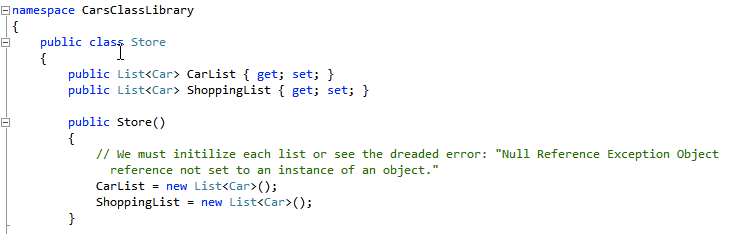 namespace CarsClassLibrary
{
    public class Store
    {
        public List<Car> CarList { get; set; }
        public List<Car> ShoppingList { get; set; }

        public Store()
        {
            // We must initilize each list or see the dreaded error: "Null Reference Exception Object
              reference not set to an instance of an object."
            CarList = new List<Car>();
            ShoppingList = new List<Car>();
        }